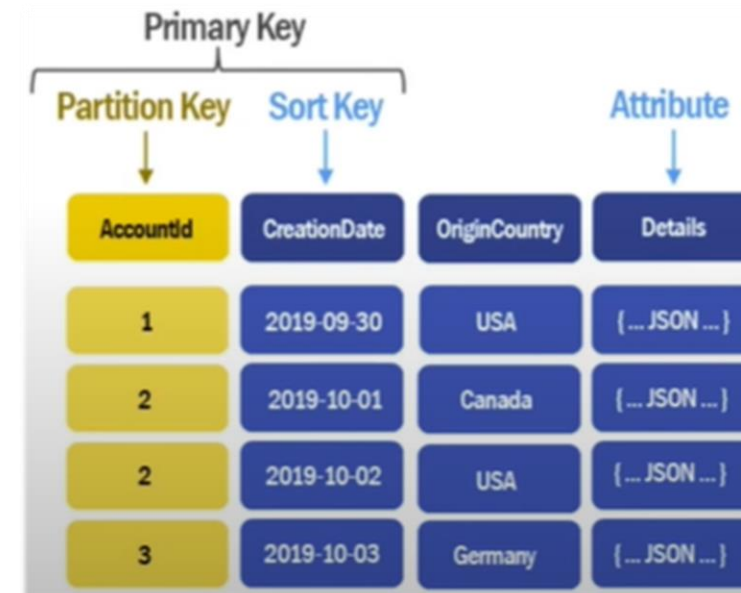 Primary Key
Partition Key Sort Key Attribute
AccountId CreationDate OriginCountry Details
1 2019-09-30 USA {... JSON ...}
2 2019-10-01 Canada {... JSON ...}
2 2019-10-02 USA {... JSON ...}
3 2019-10-03 Germany {... JSON ...}